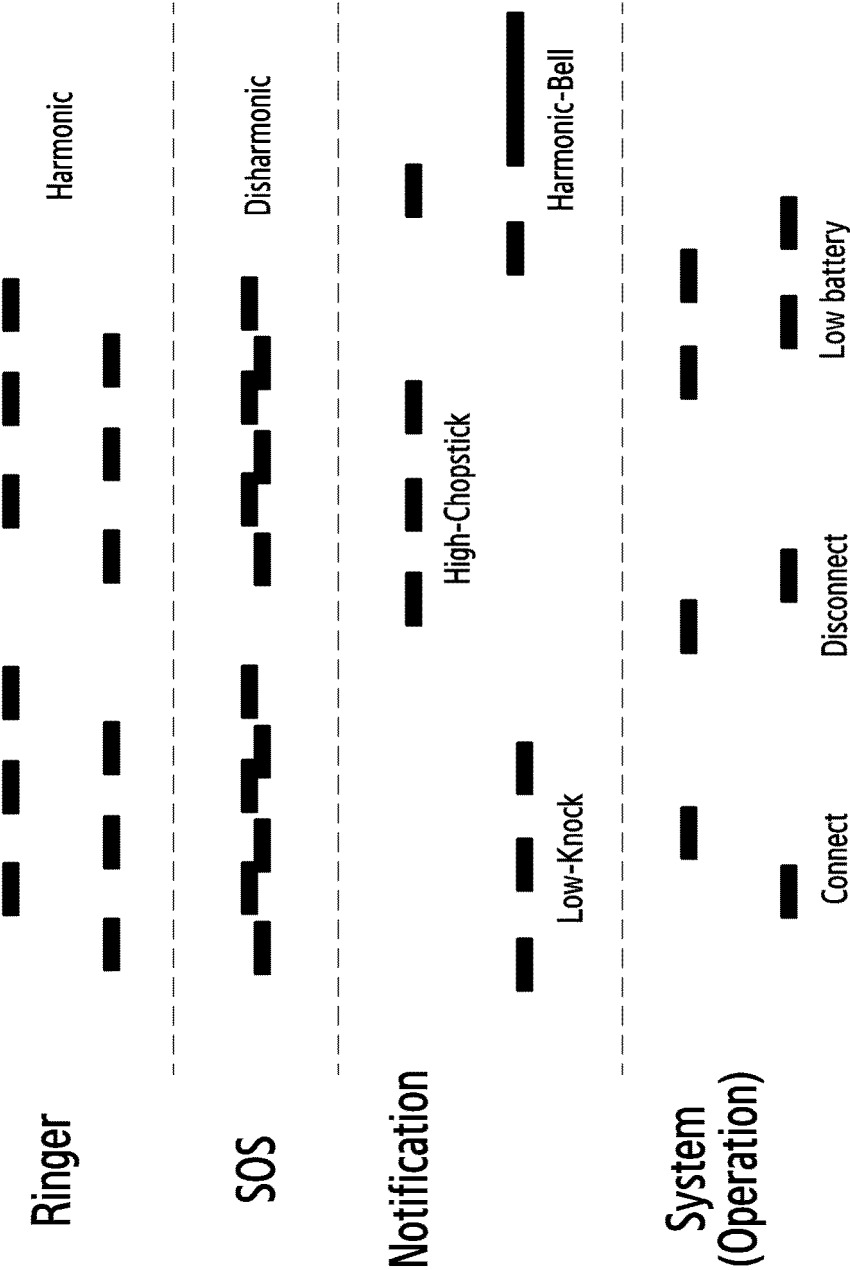 Ringer
Harmonic
SOS
Disharmonic
Notification
Low-Knock
High-Chopstick
Harmonic-Bell
System
(Operation)
Connect
Disconnect
Low battery